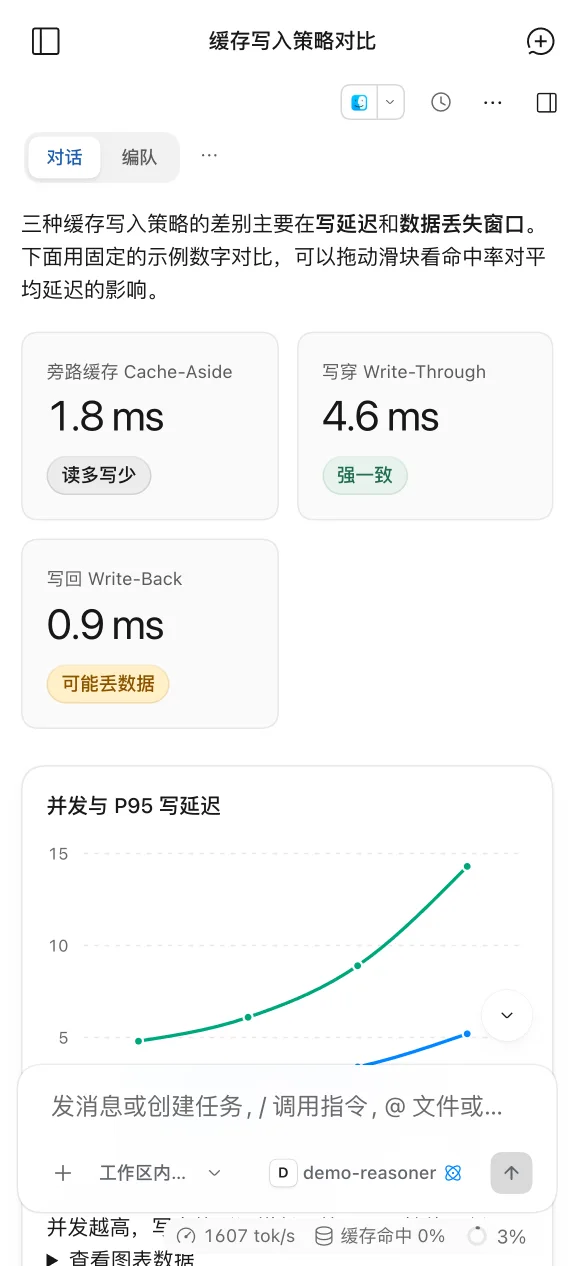 缓存写入策略对比
对话 编队 ...
三种缓存写入策略的差别主要在写延迟和数据丢失窗口。
下面用固定的示例数字对比，可以拖动滑块看命中率对平
均延迟的影响。
旁路缓存 Cache-Aside
1.8 ms
读多写少
写穿 Write-Through
4.6 ms
强一致
写回 Write-Back
0.9 ms
可能丢数据
并发与 P95 写延迟
15
10
5
发消息或创建任务, / 调用指令, @ 文件或...
工作区内...
D demo-reasoner
并发越高，写
1607 tok/s 缓存命中 0% 3%
查看图表数据